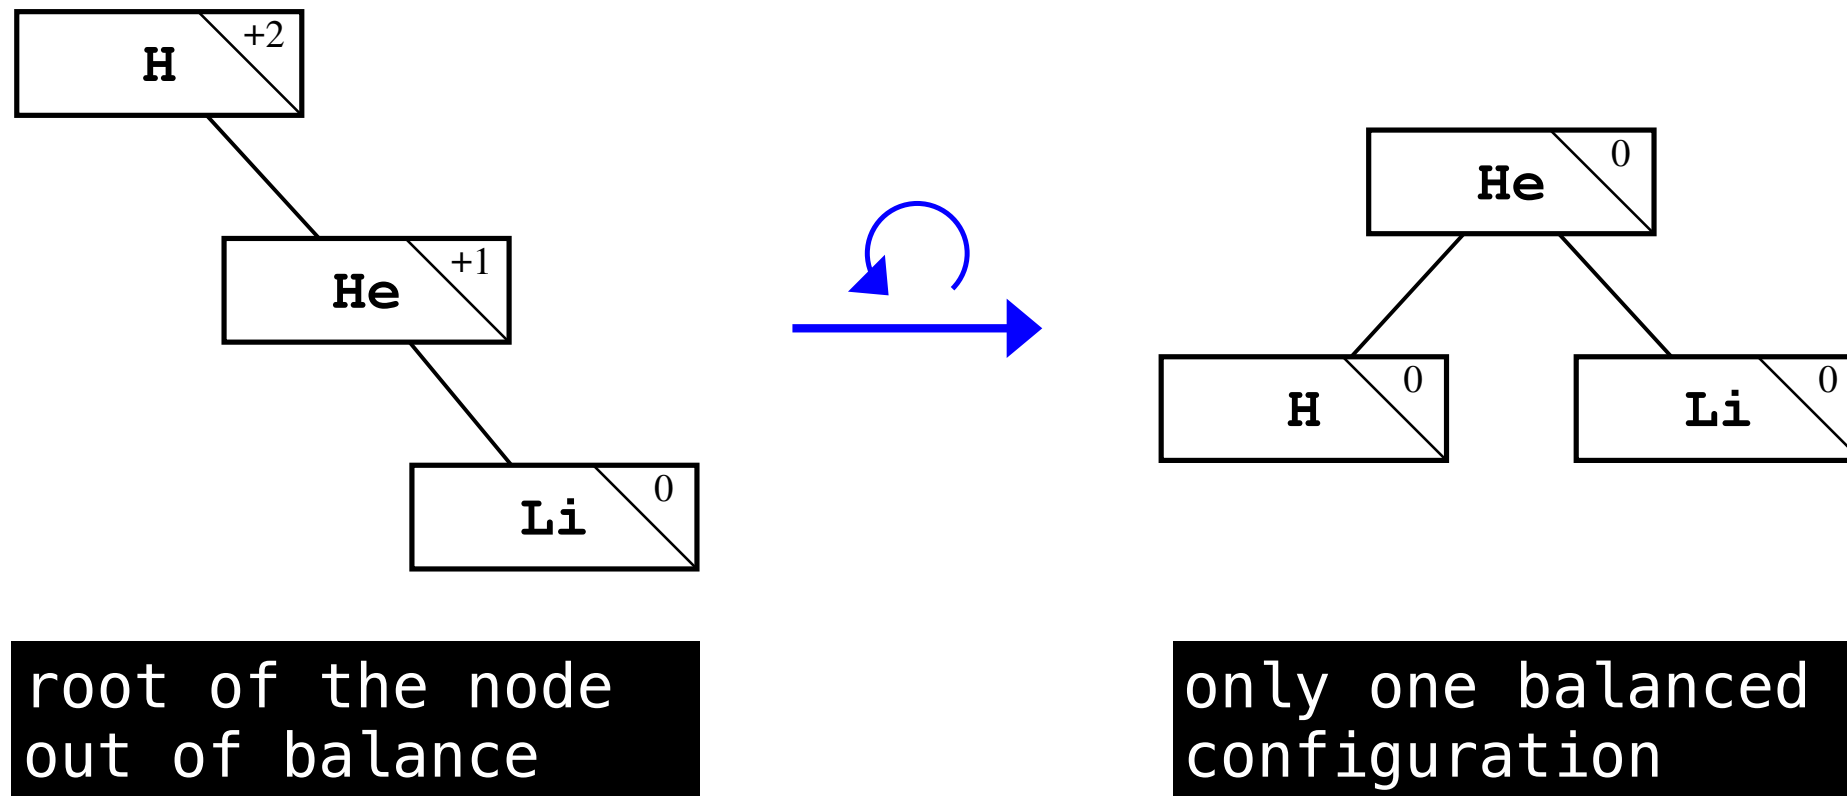 +2
H
+1
He
0
Li
0
He
0
H
0
Li
root of the node
out of balance
only one balanced
configuration